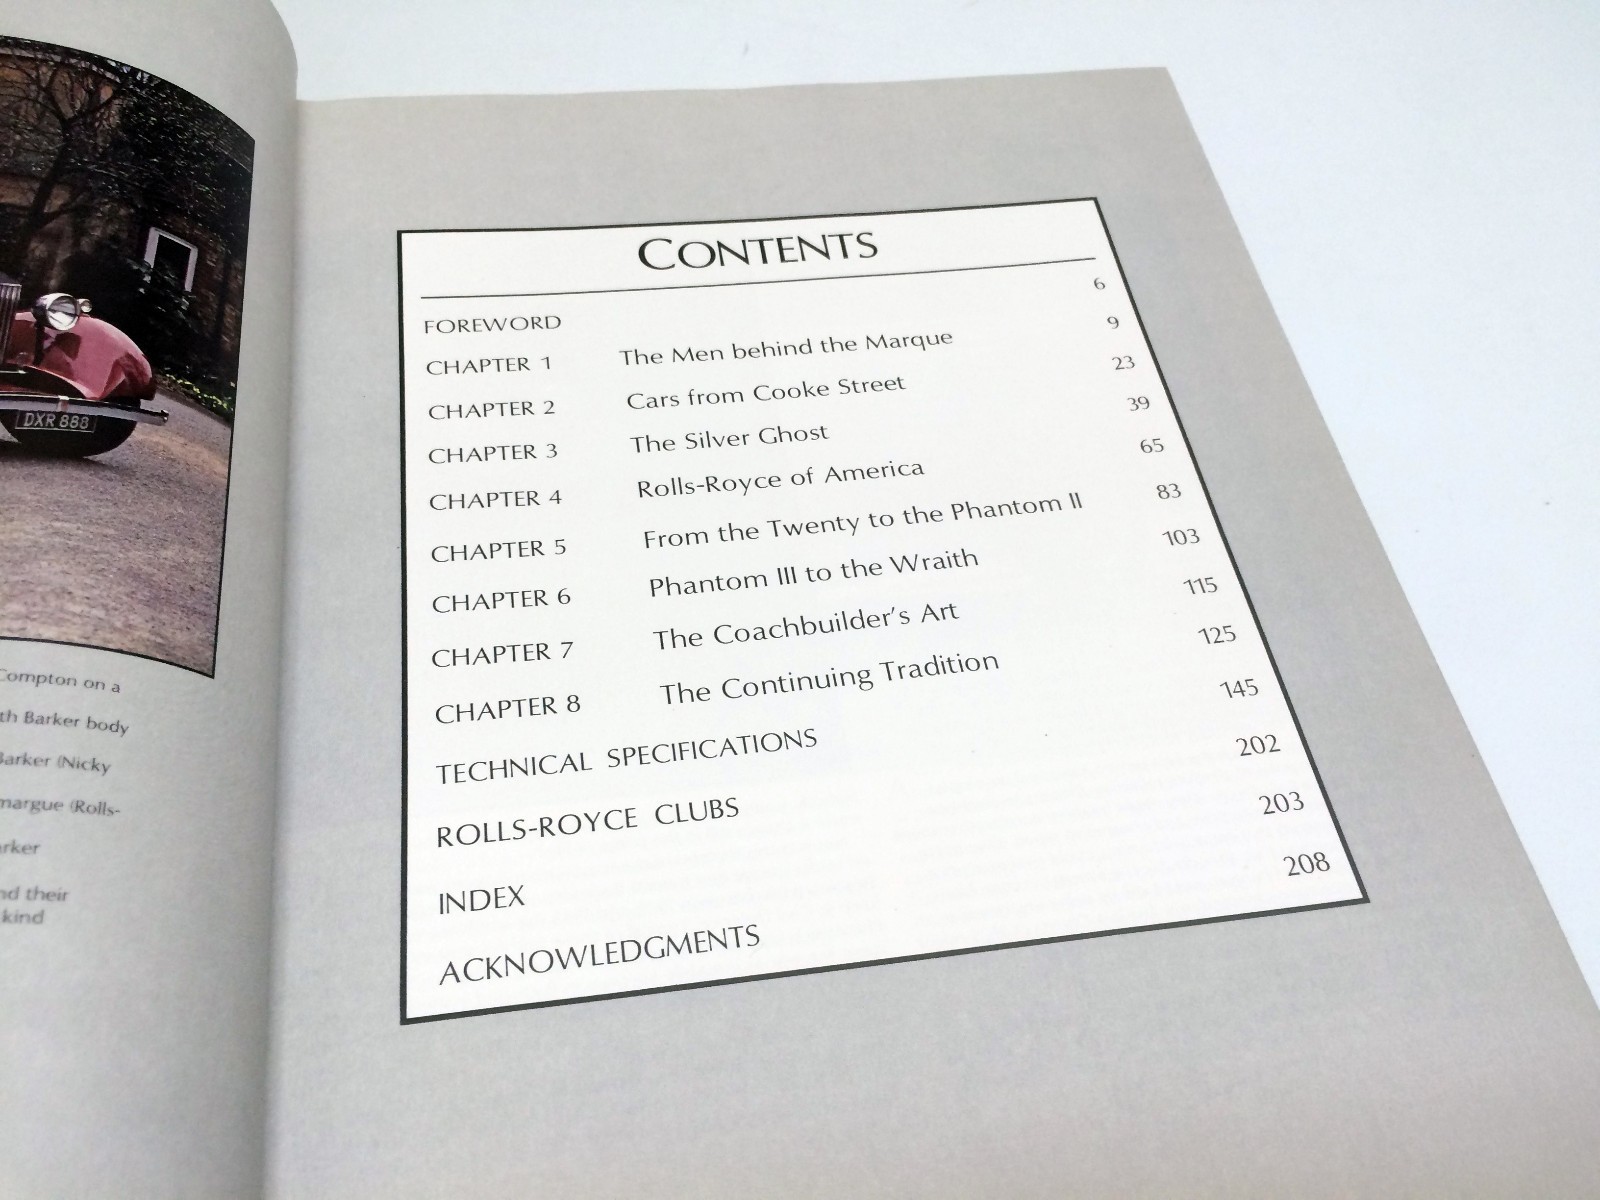 DXR 888
Compton on a
th Barker body
Barker (Nicky
margue (Rolls-
rker
nd their
kind
CONTENTS
FOREWORD 6
CHAPTER 1 The Men behind the Marque 9
CHAPTER 2 Cars from Cooke Street 23
CHAPTER 3 The Silver Ghost 39
CHAPTER 4 Rolls-Royce of America 65
CHAPTER 5 From the Twenty to the Phantom II 83
CHAPTER 6 Phantom III to the Wraith 103
CHAPTER 7 The Coachbuilder's Art 115
CHAPTER 8 The Continuing Tradition 125
TECHNICAL SPECIFICATIONS 145
ROLLS-ROYCE CLUBS 202
INDEX 203
ACKNOWLEDGMENTS 208